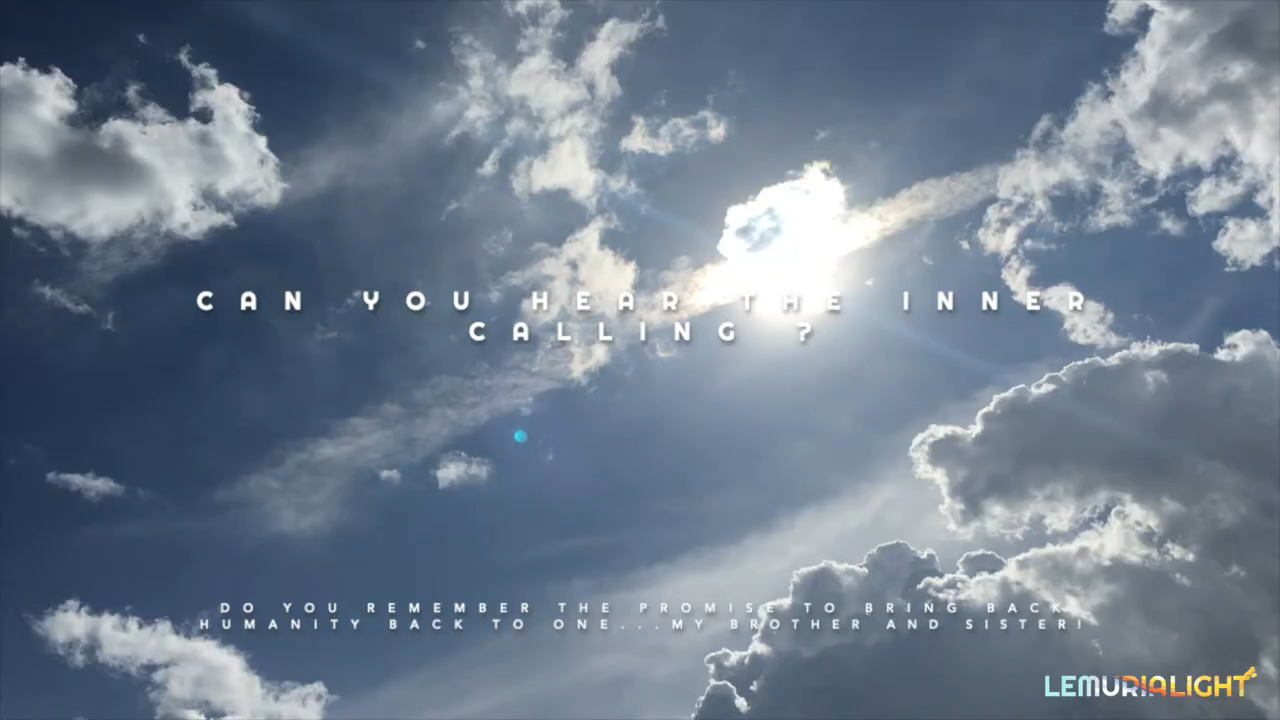 CAN YOU HEAR THE INNER
CALLING ?
DO YOU REMEMBER THE PROMISE TO BRING BACK
HUMANITY BACK TO ONE...MY BROTHER AND SISTER!
LEMURIALIGHT